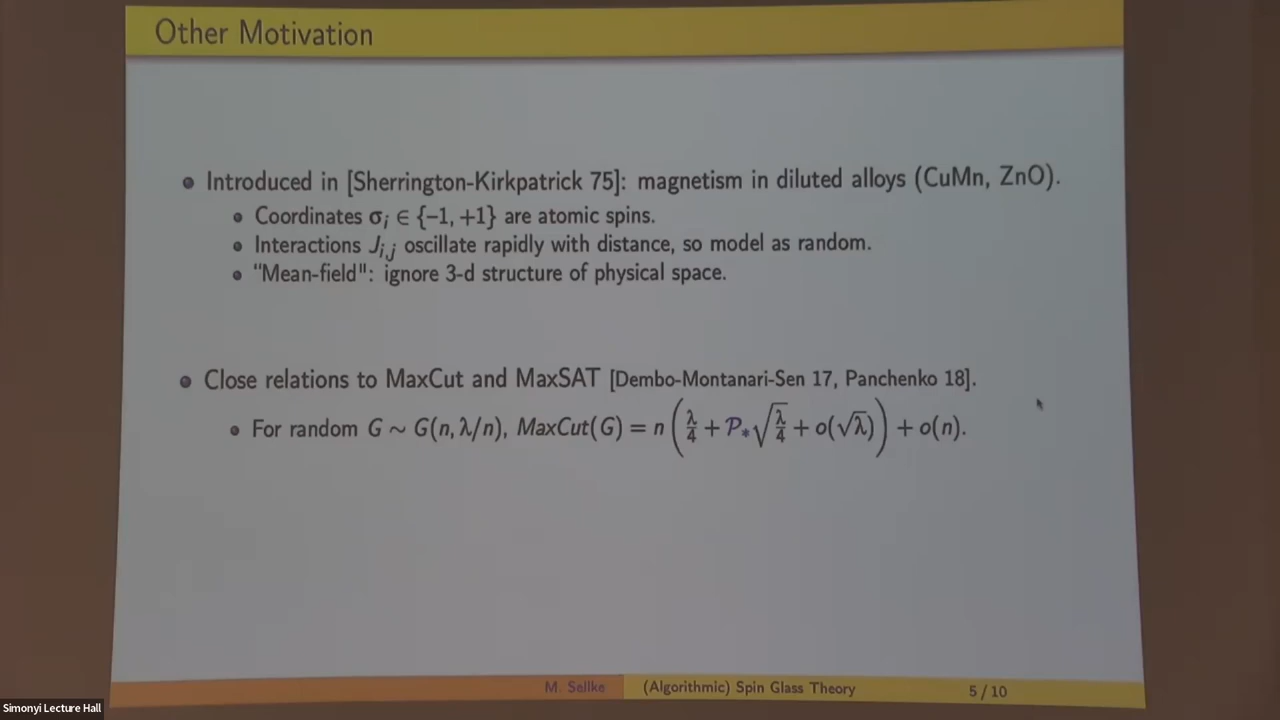 Other Motivation
Introduced in [Sherrington-Kirkpatrick 75]: magnetism in diluted alloys (CuMn, ZnO).
Coordinates σᵢ ∈ {−1, +1} are atomic spins.
Interactions Jᵢ,ⱼ oscillate rapidly with distance, so model as random.
"Mean-field": ignore 3-d structure of physical space.
Close relations to MaxCut and MaxSAT [Dembo-Montanari-Sen 17, Panchenko 18].
For random G ∼ G(n, λ/n), MaxCut(G) = n(λ/4 + 𝒫∗√(λ/4) + o(√λ)) + o(n).
M. Sellke (Algorithmic) Spin Glass Theory 5 / 10
Simonyi Lecture Hall